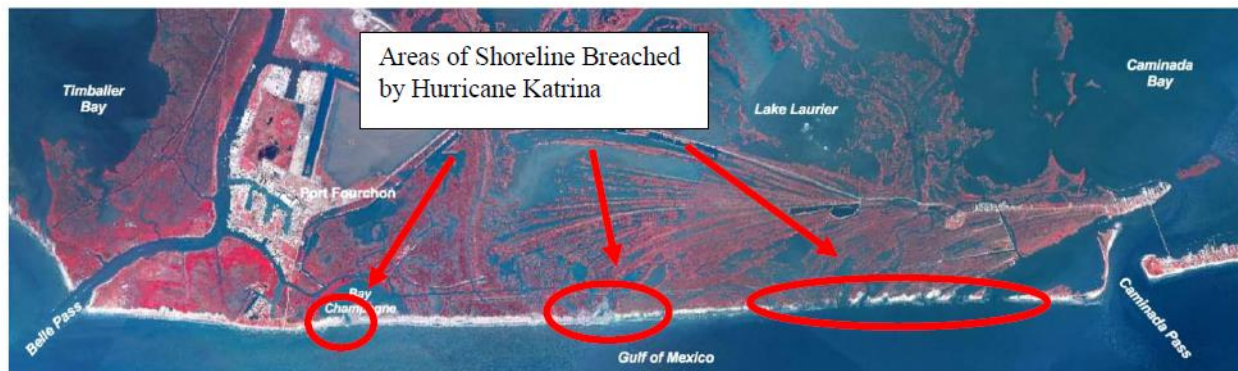 Areas of Shoreline Breached
by Hurricane Katrina
Timbalier
Bay
Lake Laurier
Caminada
Bay
Port Fourchon
Bay
Champagne
Belle Pass
Gulf of Mexico
Caminada Pass